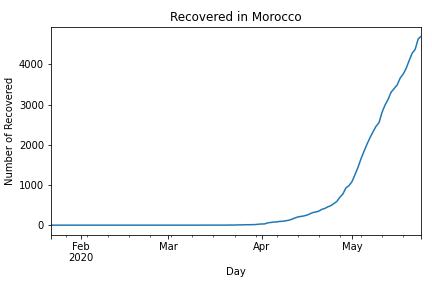 Recovered in Morocco
Number of Recovered
4000
3000
2000
1000
0
Feb
2020
Mar
Apr
May
Day